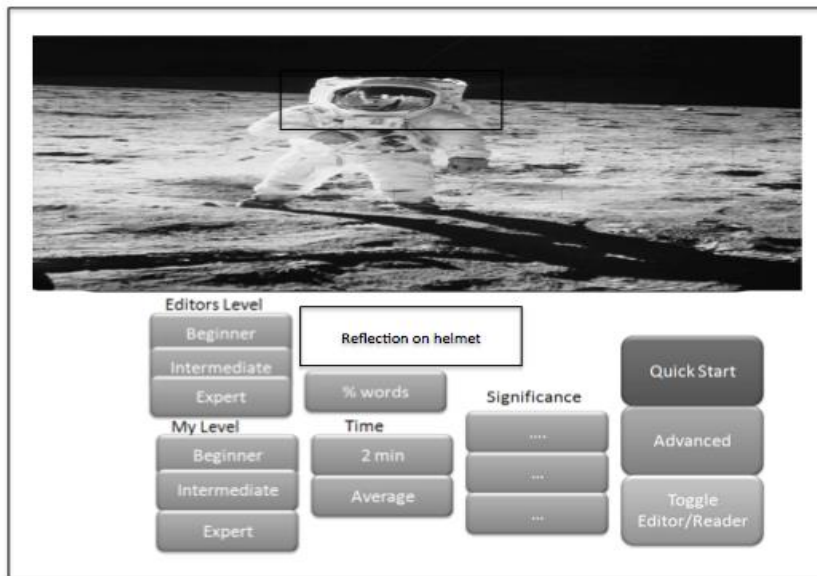 Editors Level
Beginner
Intermediate
Expert
Reflection on helmet
% words
My Level
Beginner
Intermediate
Expert
Time
2 min
Average
Significance
....
...
...
Quick Start
Advanced
Toggle
Editor/Reader